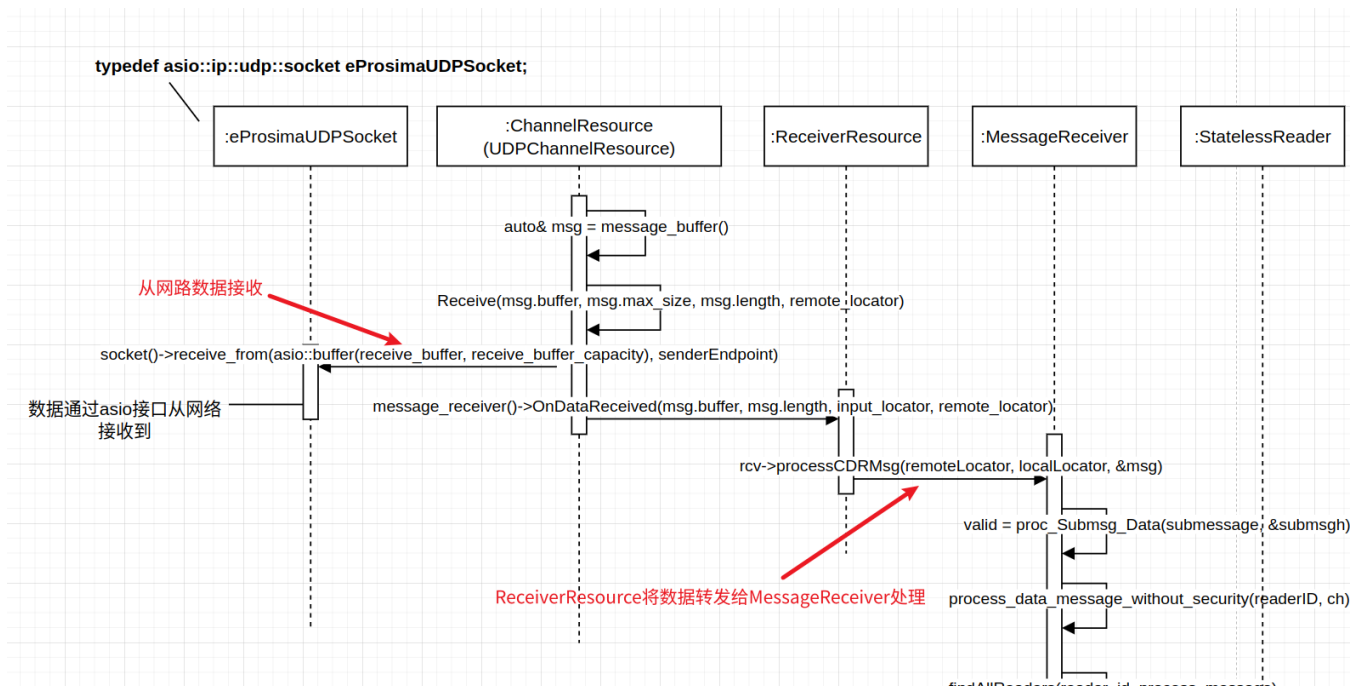 typedef asio::ip::udp::socket eProsimaUDPSocket;
:eProsimaUDPSocket
:ChannelResource
(UDPChannelResource)
:ReceiverResource
:MessageReceiver
:StatelessReader
auto& msg = message_buffer()
从网路数据接收
Receive(msg.buffer, msg.max_size, msg.length, remote_locator)
socket()->receive_from(asio::buffer(receive_buffer, receive_buffer_capacity), senderEndpoint)
数据通过asio接口从网络
接收到
message_receiver()->OnDataReceived(msg.buffer, msg.length, input_locator, remote_locator)
rcv->processCDRMsg(remoteLocator, localLocator, &msg)
valid = proc_Submsg_Data(submessage, &submsgh)
ReceiverResource将数据转发给MessageReceiver处理
process_data_message_without_security(readerID, ch)
findAllReaders(reader_id, process_message)